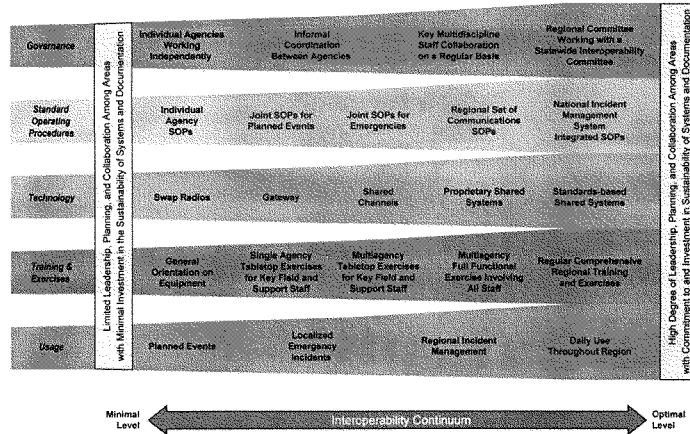 Governance
Individual Agencies
Working
Independently
Informal
Coordination
Between Agencies
Key Multidiscipline
Staff Collaboration
on a Regular Basis
Regional Committee
Working with a
Statewide Interoperability
Committee
Standard
Operating
Procedures
Individual
Agency
SOPs
Joint SOPs for
Planned Events
Joint SOPs for
Emergencies
Regional Set of
Communications
SOPs
National Incident
Management
System
Integrated SOPs
Technology
Swap Radios
Gateway
Shared
Channels
Proprietary Shared
Systems
Standards-based
Shared Systems
Training &
Exercises
General
Orientation on
Equipment
Single Agency
Tabletop Exercises
for Key Field and
Support Staff
Multiagency
Tabletop Exercises
for Key Field and
Support Staff
Multiagency
Full Functional
Exercise Involving
All Staff
Regular Comprehensive
Regional Training
and Exercises
Usage
Planned Events
Localized
Emergency
Incidents
Regional Incident
Management
Daily Use
Throughout Region
Limited Leadership, Planning, and Collaboration Among Areas
with Minimal Investment in the Sustainability of Systems and Documentation
High Degree of Leadership, Planning, and Collaboration Among Areas
with Commitment to and Investment in Sustainability of Systems and Documentation
Minimal
Level
Interoperability Continuum
Optimal
Level